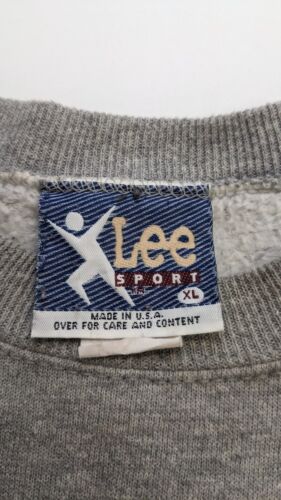 Lee
SPORT
XL
MADE IN U.S.A.
OVER FOR CARE AND CONTENT